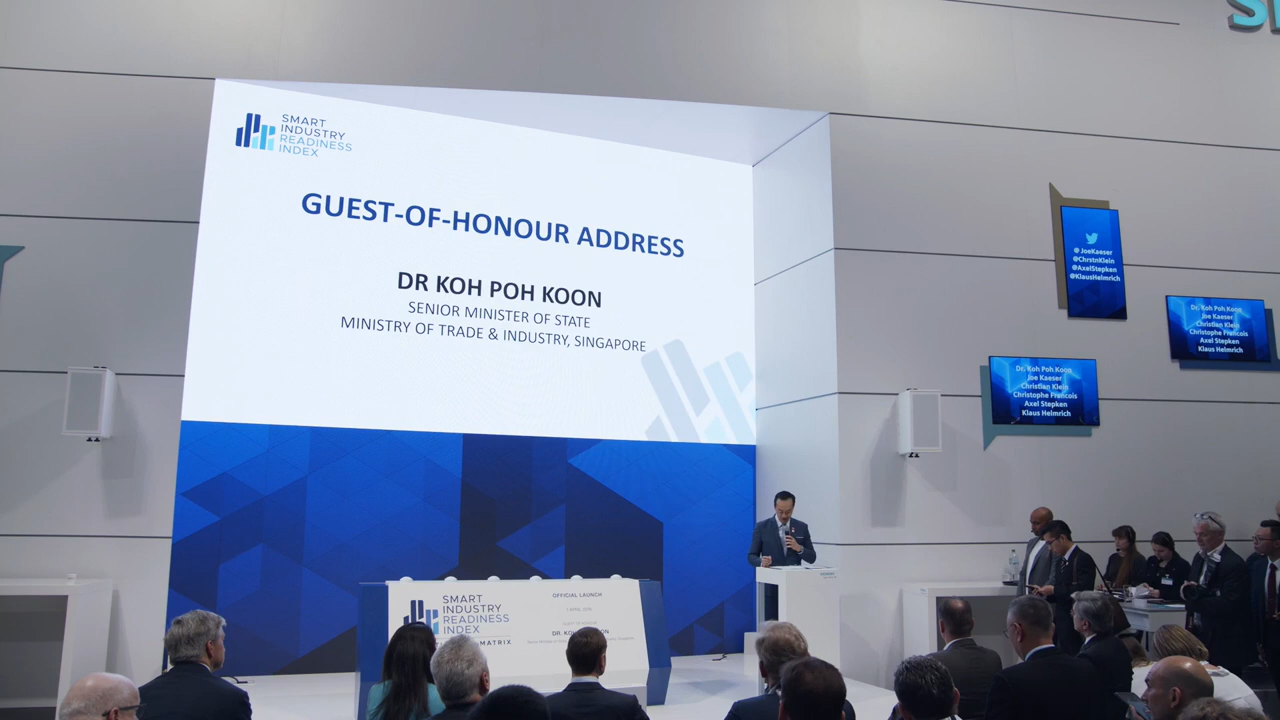 SMART
INDUSTRY
READINESS
INDEX
GUEST-OF-HONOUR ADDRESS
DR KOH POH KOON
SENIOR MINISTER OF STATE
MINISTRY OF TRADE & INDUSTRY, SINGAPORE
@JoeKaeser
@ChrstnKlein
@AxelStepken
@KlausHelmrich
Dr. Koh Poh Koon
Joe Kaeser
Christian Klein
Christophe Francois
Axel Stepken
Klaus Helmrich
Dr. Koh Poh Koon
Joe Kaeser
Christian Klein
Christophe Francois
Axel Stepken
Klaus Helmrich
SMART
INDUSTRY
READINESS
INDEX
MATRIX
OFFICIAL LAUNCH